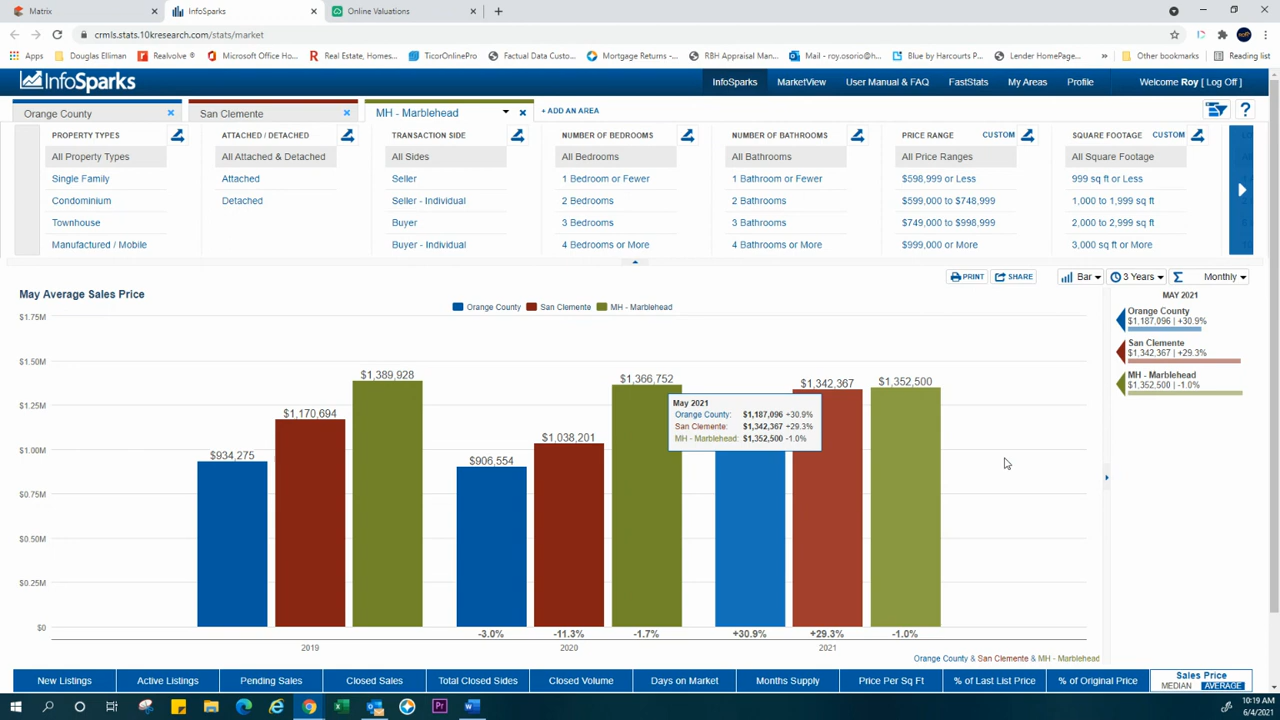 Matrix
InfoSparks
Online Valuations
crmls.stats.10kresearch.com/stats/market
Apps Douglas Elliman Realvolve ® Microsoft Office Ho... Real Estate, Homes... TicorOnlinePro Factual Data Custo... Mortgage Returns -... RBH Appraisal Man... Mail - roy.osorio@ha... Blue by Harcourts P... Lender HomePage... » Other bookmarks Reading list
InfoSparks
InfoSparks MarketView User Manual & FAQ FastStats My Areas Profile Welcome Roy [ Log Off ]
Orange County San Clemente MH - Marblehead + ADD AN AREA
PROPERTY TYPES ATTACHED / DETACHED TRANSACTION SIDE NUMBER OF BEDROOMS NUMBER OF BATHROOMS PRICE RANGE CUSTOM SQUARE FOOTAGE CUSTOM
All Property Types All Attached & Detached All Sides All Bedrooms All Bathrooms All Price Ranges All Square Footage
Single Family Attached Seller 1 Bedroom or Fewer 1 Bathroom or Fewer $598,999 or Less 999 sq ft or Less
Condominium Detached Seller - Individual 2 Bedrooms 2 Bathrooms $599,000 to $748,999 1,000 to 1,999 sq ft
Townhouse Buyer 3 Bedrooms 3 Bathrooms $749,000 to $998,999 2,000 to 2,999 sq ft
Manufactured / Mobile Buyer - Individual 4 Bedrooms or More 4 Bathrooms or More $999,000 or More 3,000 sq ft or More
PRINT SHARE Bar 3 Years Σ Monthly
May Average Sales Price
Orange County San Clemente MH - Marblehead
$1.75M
$1.50M
$1.25M
$1.00M
$0.75M
$0.50M
$0.25M
$0
$934,275 $1,170,694 $1,389,928
$906,554 $1,038,201 $1,366,752
$1,342,367 $1,352,500
May 2021
Orange County: $1,187,096 +30.9%
San Clemente: $1,342,367 +29.3%
MH - Marblehead: $1,352,500 -1.0%
-3.0% -11.3% -1.7% +30.9% +29.3% -1.0%
2019 2020 2021
Orange County & San Clemente & MH - Marblehead
MAY 2021
Orange County
$1,187,096 | +30.9%
San Clemente
$1,342,367 | +29.3%
MH - Marblehead
$1,352,500 | -1.0%
New Listings Active Listings Pending Sales Closed Sales Total Closed Sides Closed Volume Days on Market Months Supply Price Per Sq Ft % of Last List Price % of Original Price Sales Price
MEDIAN AVERAGE
10:19 AM
6/4/2021